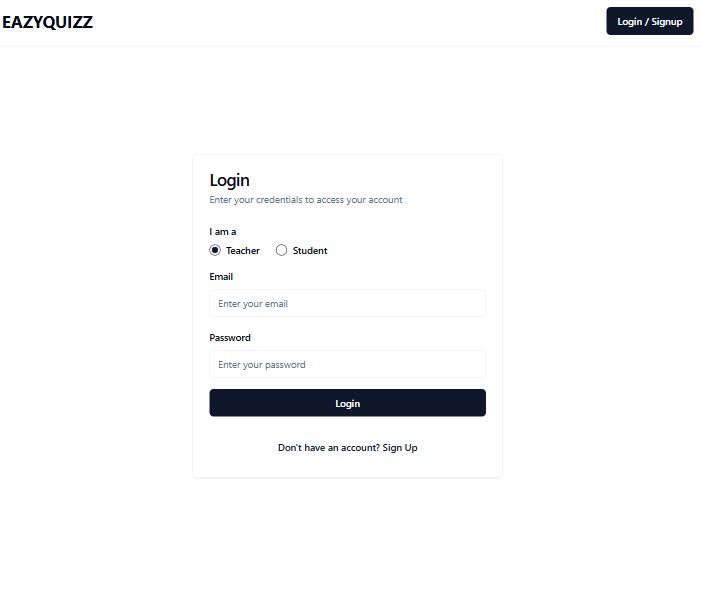 EAZYQUIZZ
Login / Signup
Login
Enter your credentials to access your account
I am a
Teacher Student
Email
Enter your email
Password
Enter your password
Login
Don't have an account? Sign Up